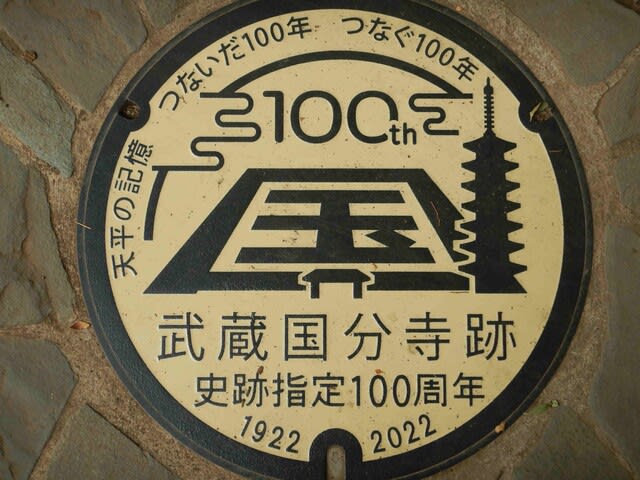 天平の記憶 つないだ100年 つなぐ100年
100th
国
武蔵国分寺跡
史跡指定100周年
1922 2022